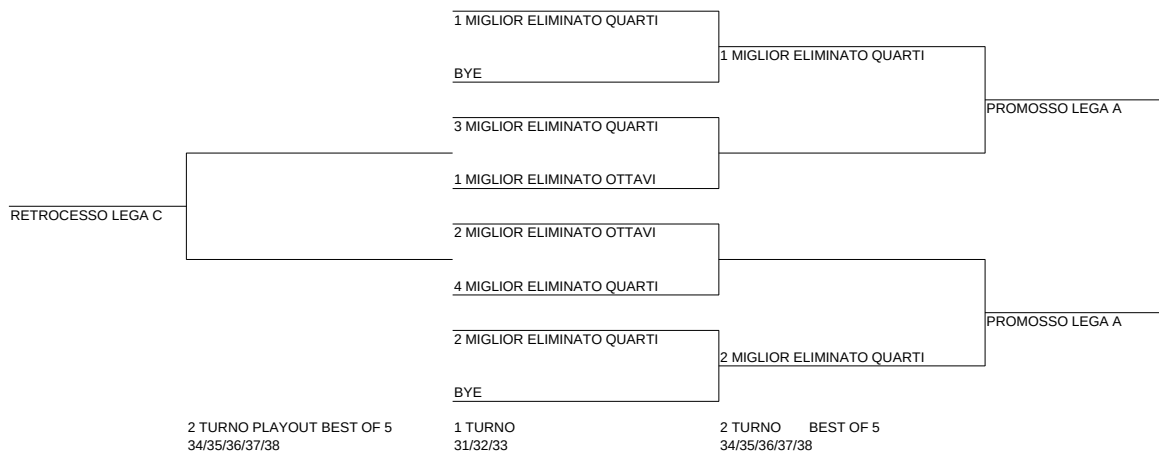 1 MIGLIOR ELIMINATO QUARTI
1 MIGLIOR ELIMINATO QUARTI
BYE
PROMOSSO LEGA A
3 MIGLIOR ELIMINATO QUARTI
1 MIGLIOR ELIMINATO OTTAVI
RETROCESSO LEGA C
2 MIGLIOR ELIMINATO OTTAVI
4 MIGLIOR ELIMINATO QUARTI
PROMOSSO LEGA A
2 MIGLIOR ELIMINATO QUARTI
2 MIGLIOR ELIMINATO QUARTI
BYE
2 TURNO PLAYOUT BEST OF 5
34/35/36/37/38
1 TURNO
31/32/33
2 TURNO BEST OF 5
34/35/36/37/38